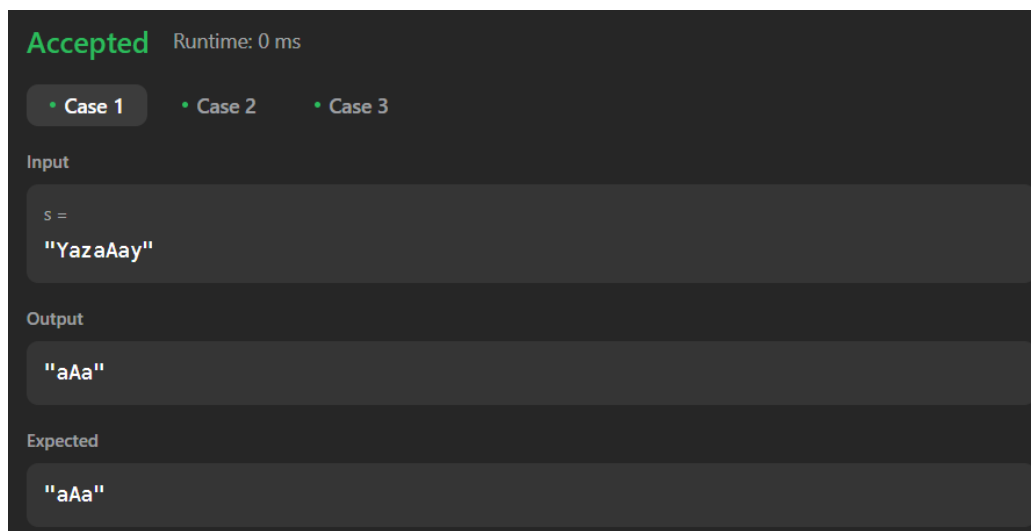 Accepted Runtime: 0 ms
• Case 1 • Case 2 • Case 3
Input
s =
"YazaAay"
Output
"aAa"
Expected
"aAa"